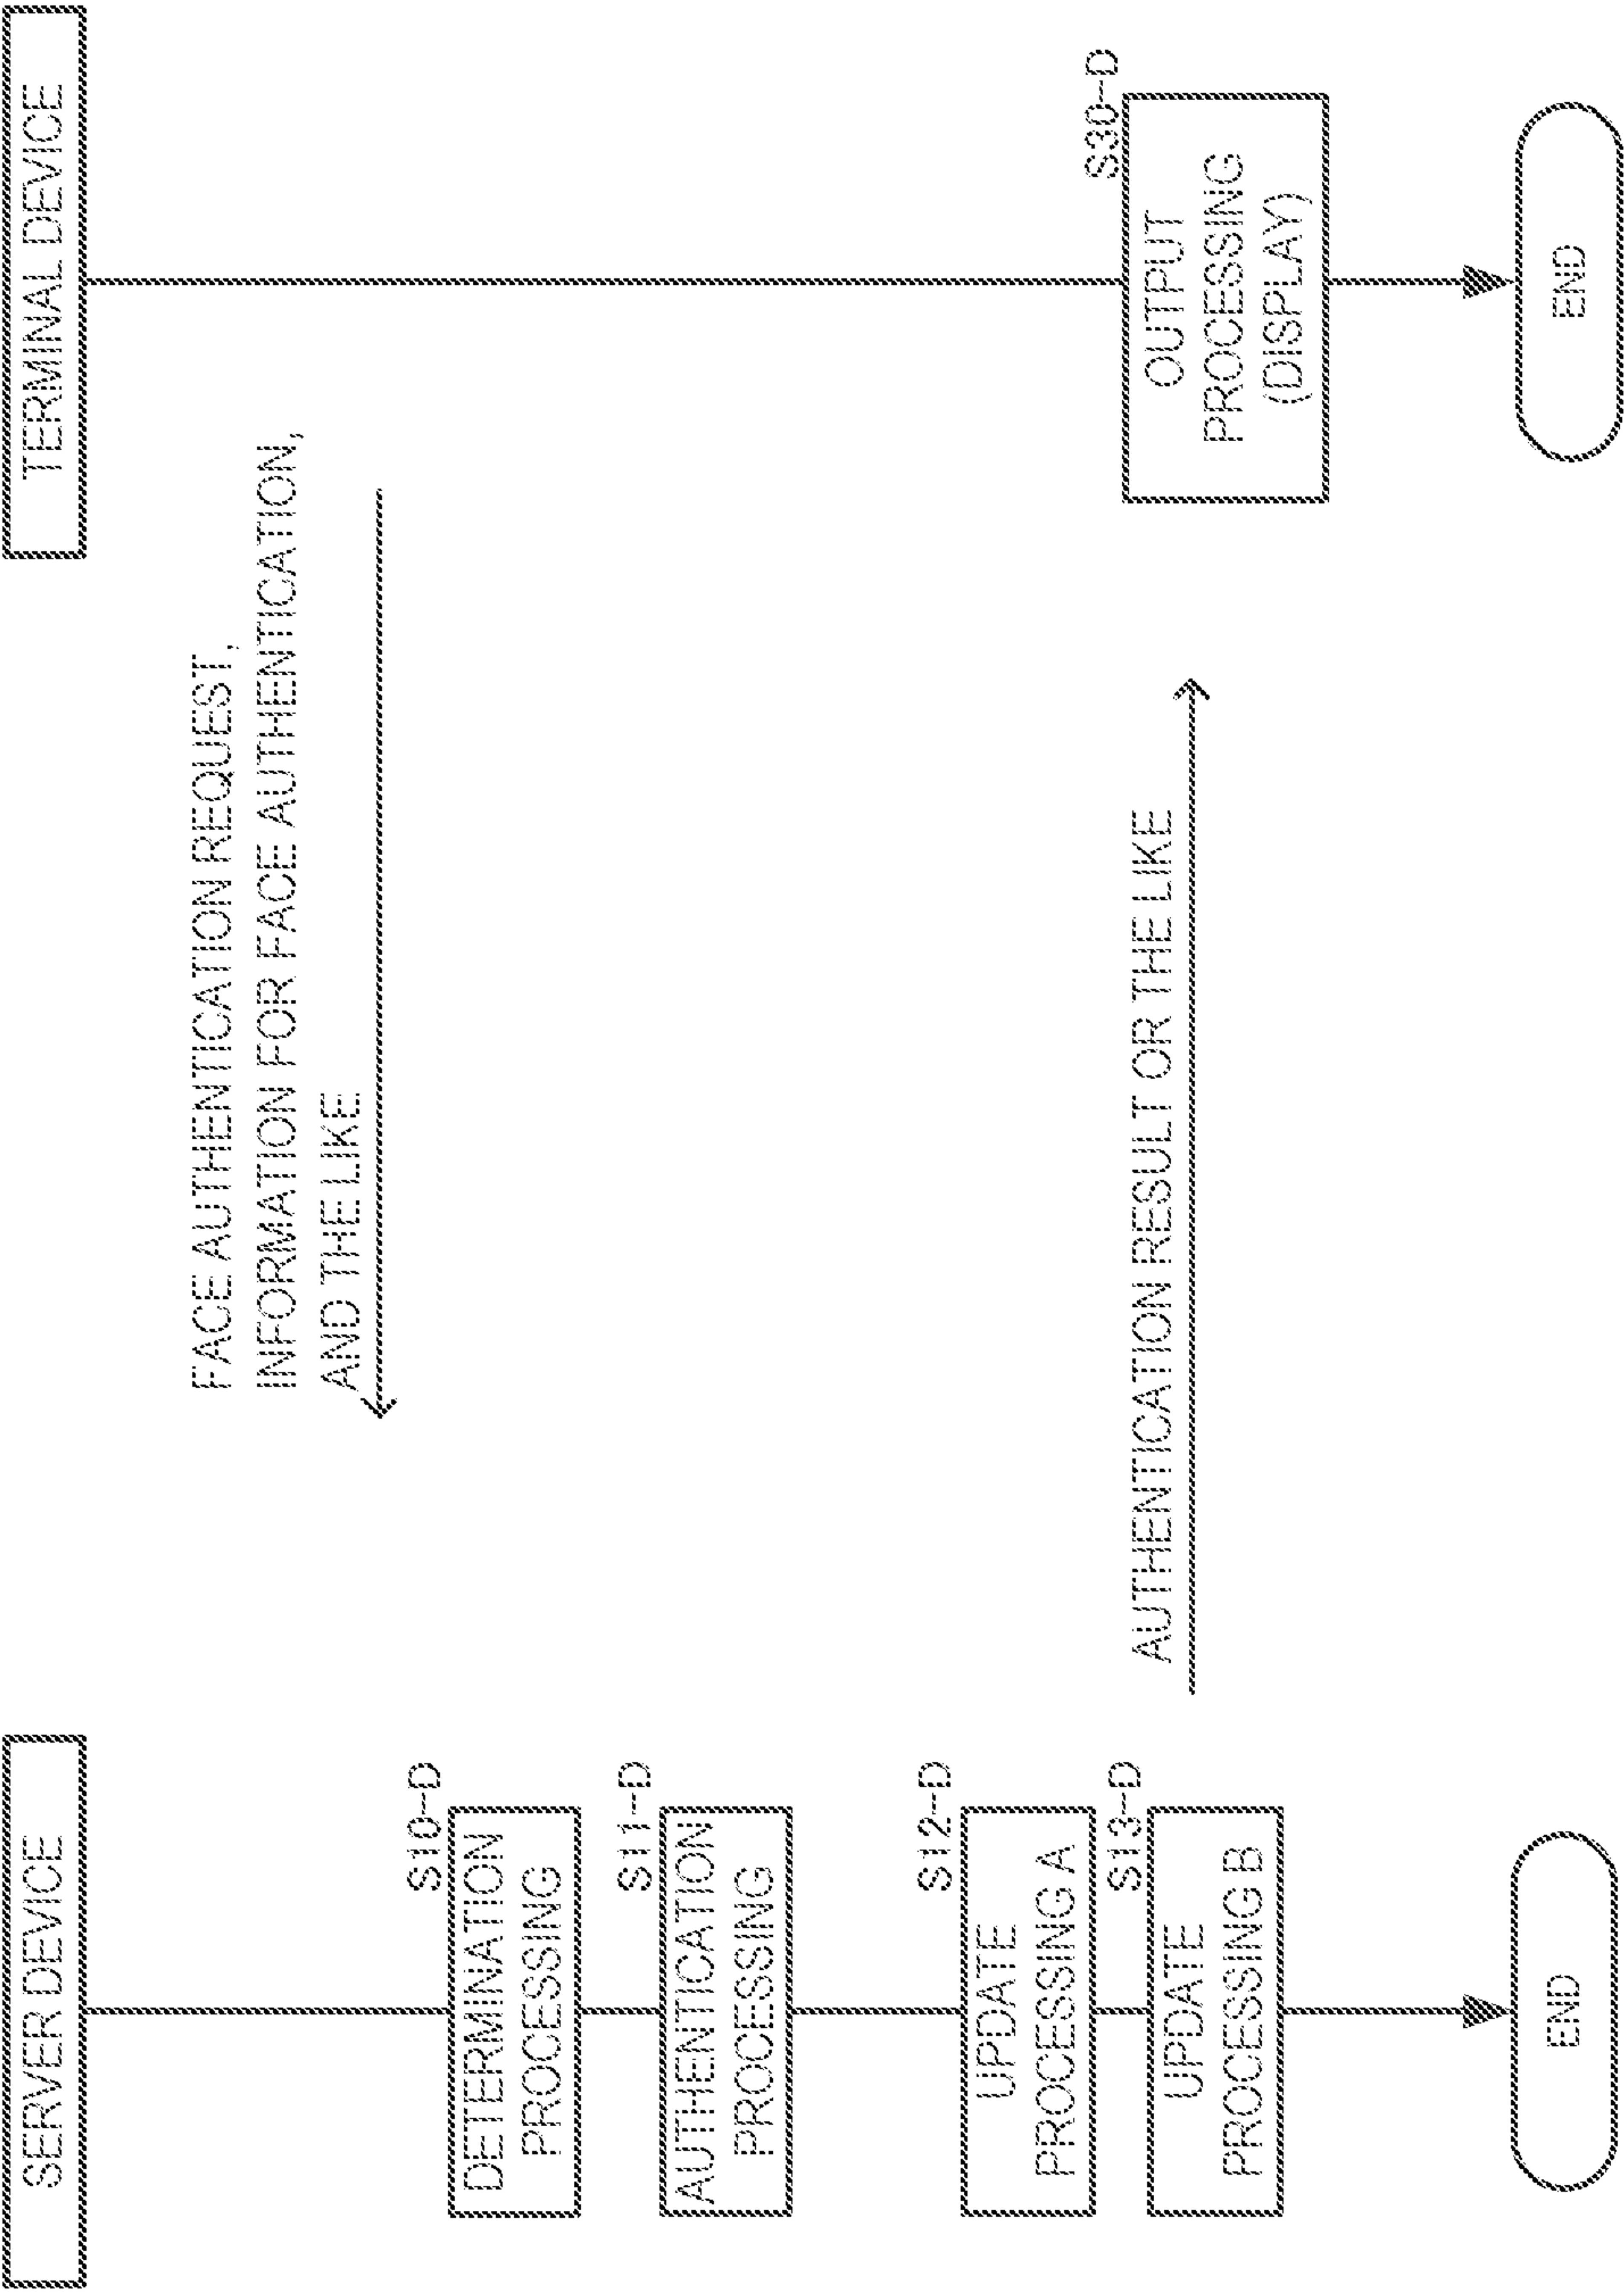 SERVER DEVICE
TERMINAL DEVICE
FACE AUTHENTICATION REQUEST,
INFORMATION FOR FACE AUTHENTICATION,
AND THE LIKE
S10-D
DETERMINATION
PROCESSING
S11-D
AUTHENTICATION
PROCESSING
S12-D
UPDATE
PROCESSING A
S13-D
UPDATE
PROCESSING B
AUTHENTICATION RESULT OR THE LIKE
S30-D
OUTPUT
PROCESSING
(DISPLAY)
END
END